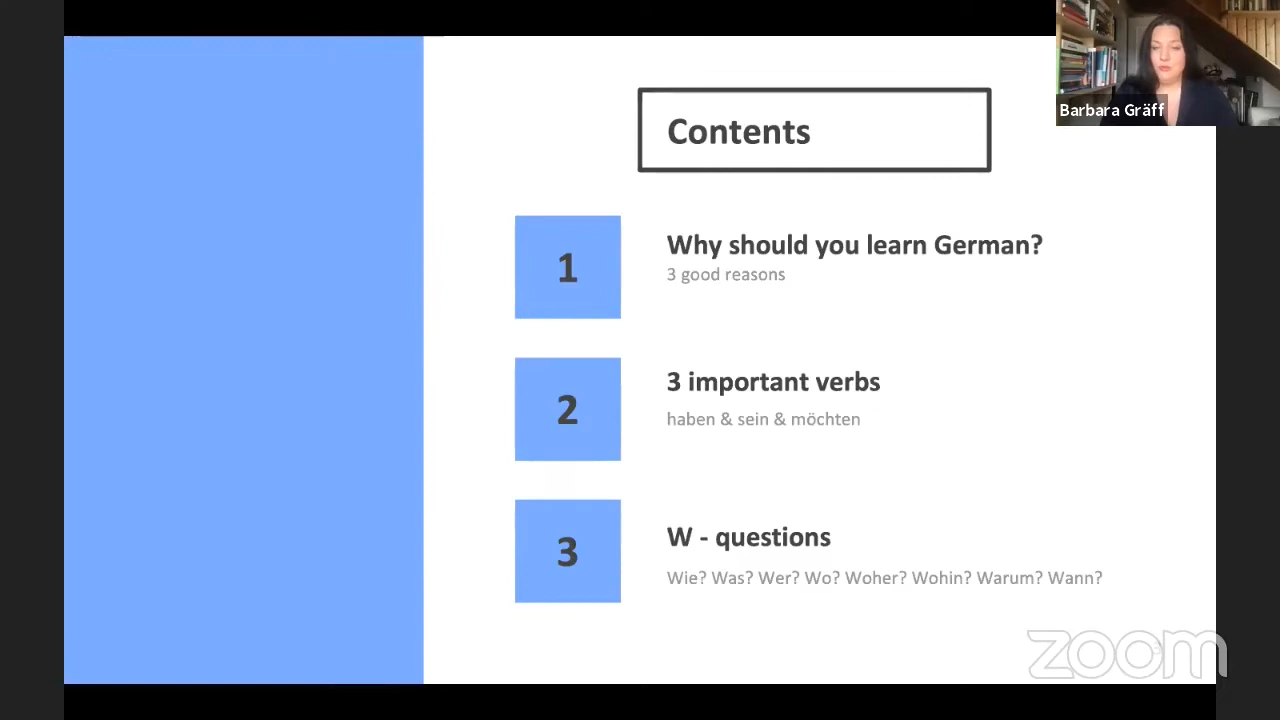 Barbara Gräff
Contents
1
Why should you learn German?
3 good reasons
2
3 important verbs
haben & sein & möchten
3
W - questions
Wie? Was? Wer? Wo? Woher? Wohin? Warum? Wann?
zoom